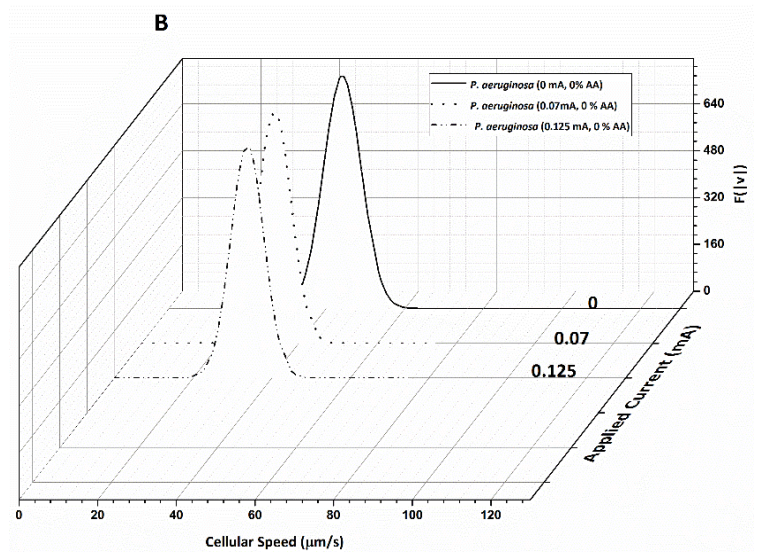 B
P. aeruginosa (0 mA, 0% AA)
P. aeruginosa (0.07mA, 0 % AA)
P. aeruginosa (0.125 mA, 0 % AA)
640
480
320
160
0
F(|v|)
0
0.07
0.125
Applied Current (mA)
0 20 40 60 80 100 120
Cellular Speed (μm/s)